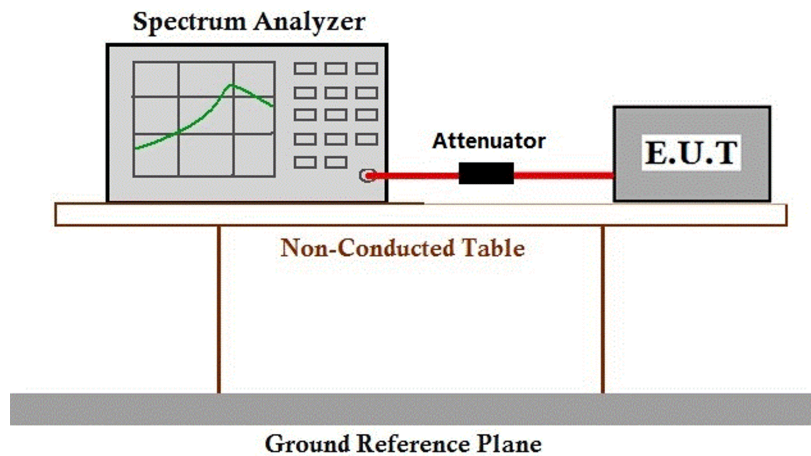 Spectrum Analyzer
Attenuator
E.U.T
Non-Conducted Table
Ground Reference Plane